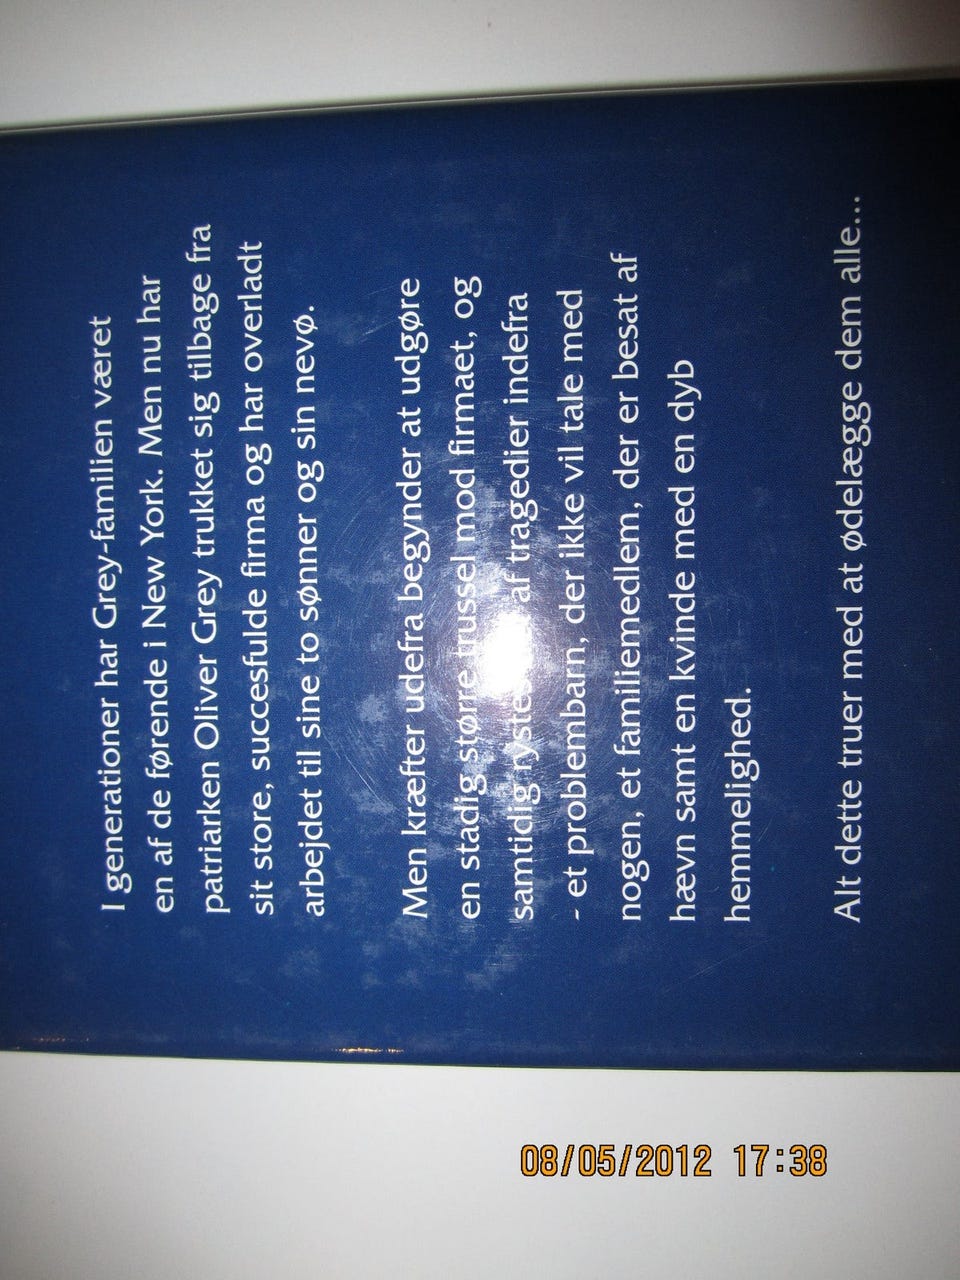 I generationer har Grey-familien været
en af de førende i New York. Men nu har
patriarken Oliver Grey trukket sig tilbage fra
sit store, succesfulde firma og har overladt
arbejdet til sine to sønner og sin nevø.
Men kræfter udefra begynder at udgøre
en stadig større trussel mod firmaet, og
samtidig af tragedier indefra
- et problembarn, der ikke vil tale med
nogen, et familiemedlem, der er besat af
hævn samt en kvinde med en dyb
hemmelighed.
Alt dette truer med at ødelægge dem alle...
08/05/2012 17:38